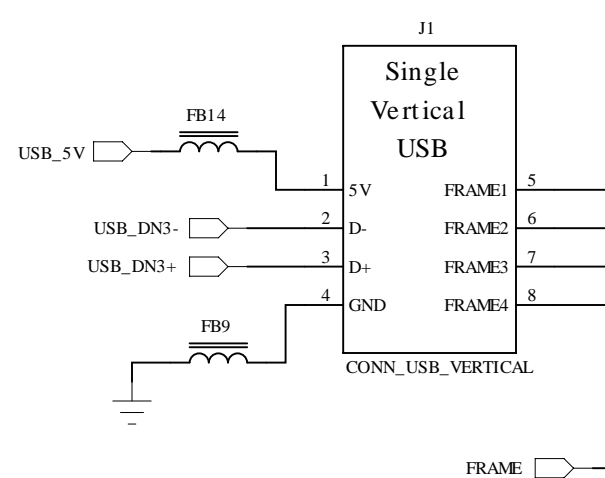 J1
Single
Vertical
USB
FB14
USB_5V
1 5V FRAME1 5
USB_DN3- 2 D- FRAME2 6
USB_DN3+ 3 D+ FRAME3 7
4 GND FRAME4 8
FB9
CONN_USB_VERTICAL
FRAME